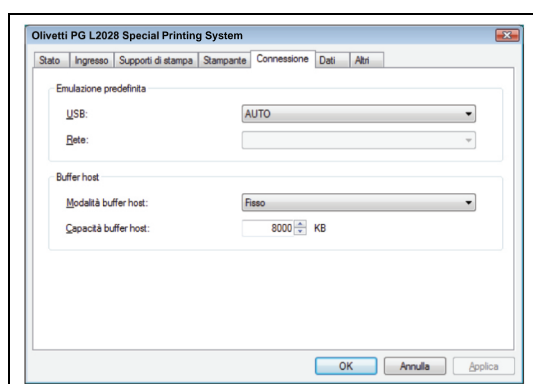 Olivetti PG L2028 Special Printing System
Stato Ingresso Supporti di stampa Stampante Connessione Dati Altri
Emulazione predefinita
USB: AUTO
Rete:
Buffer host
Modalità buffer host: Fisso
Capacità buffer host: 8000 KB
OK Annulla Applica